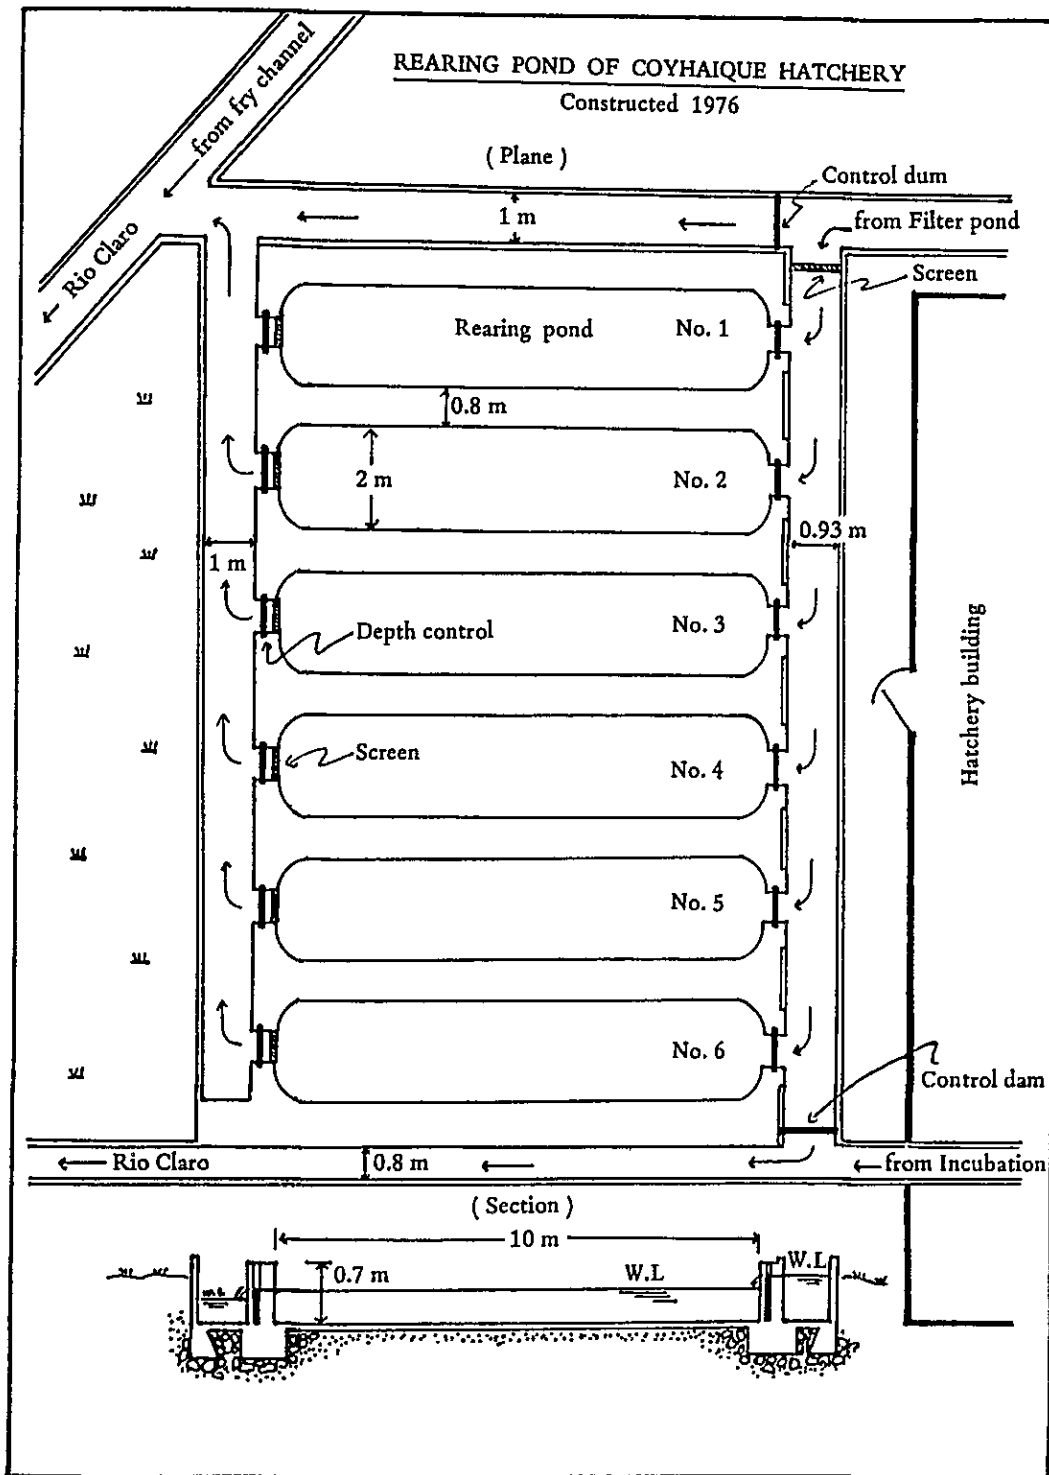 REARING POND OF COYHAIQUE HATCHERY
Constructed 1976
( Plane )
from fry channel
Rio Claro
Control dum
1 m
from Filter pond
Screen
Rearing pond
No. 1
0.8 m
2 m
No. 2
0.93 m
1 m
Depth control
No. 3
Hatchery building
Screen
No. 4
No. 5
No. 6
Control dam
Rio Claro
0.8 m
from Incubation
( Section )
10 m
0.7 m
W.L
W.L